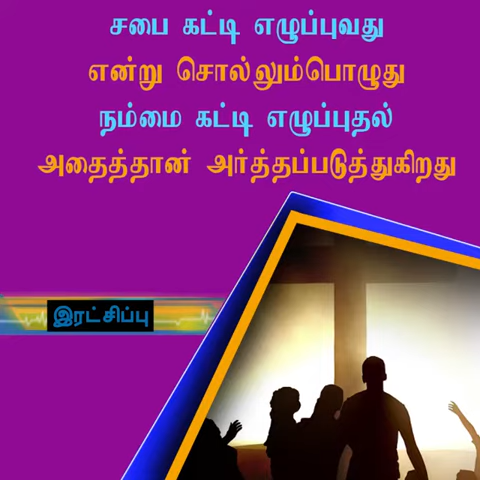 சபை கட்டி எழுப்புவது
என்று சொல்லும்பொழுது
நம்மை கட்டி எழுப்புதல்
அதைத்தான் அர்த்தப்படுத்துகிறது
இரட்சிப்பு